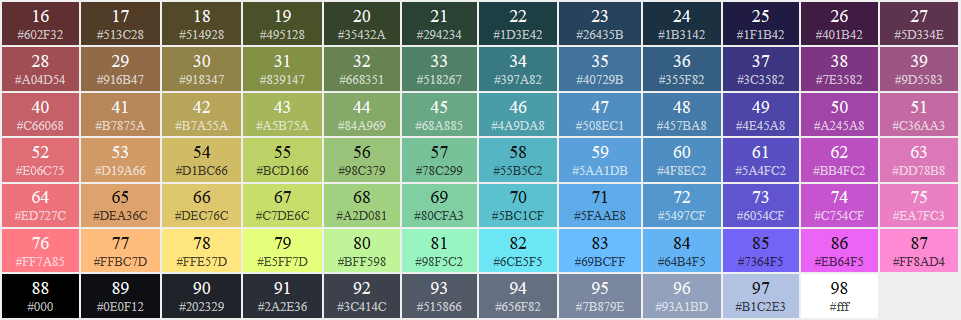 16 17 18 19 20 21 22 23 24 25 26 27
#602F32 #513C28 #514928 #495128 #35432A #294234 #1D3E42 #26435B #1B3142 #1F1B42 #401B42 #5D334E
28 29 30 31 32 33 34 35 36 37 38 39
#A04D54 #916B47 #918347 #839147 #668351 #518267 #397A82 #40729B #355F82 #3C3582 #7E3582 #9D5583
40 41 42 43 44 45 46 47 48 49 50 51
#C66068 #B7875A #B7A55A #A5B75A #84A969 #68A885 #4A9DA8 #508EC1 #457BA8 #4E45A8 #A245A8 #C36AA3
52 53 54 55 56 57 58 59 60 61 62 63
#E06C75 #D19A66 #D1BC66 #BCD166 #98C379 #78C299 #55B5C2 #5AA1DB #4F8EC2 #5A4FC2 #BB4FC2 #DD78B8
64 65 66 67 68 69 70 71 72 73 74 75
#ED727C #DEA36C #DEC76C #C7DE6C #A2D081 #80CFA3 #5BC1CF #5FAAE8 #5497CF #6054CF #C754CF #EA7FC3
76 77 78 79 80 81 82 83 84 85 86 87
#FF7A85 #FFBC7D #FFE57D #E5FF7D #BFF598 #98F5C2 #6CE5F5 #69BCFF #64B4F5 #7364F5 #EB64F5 #FF8AD4
88 89 90 91 92 93 94 95 96 97 98
#000 #0E0F12 #202329 #2A2E36 #3C414C #515866 #656F82 #7B879E #93A1BD #B1C2E3 #fff